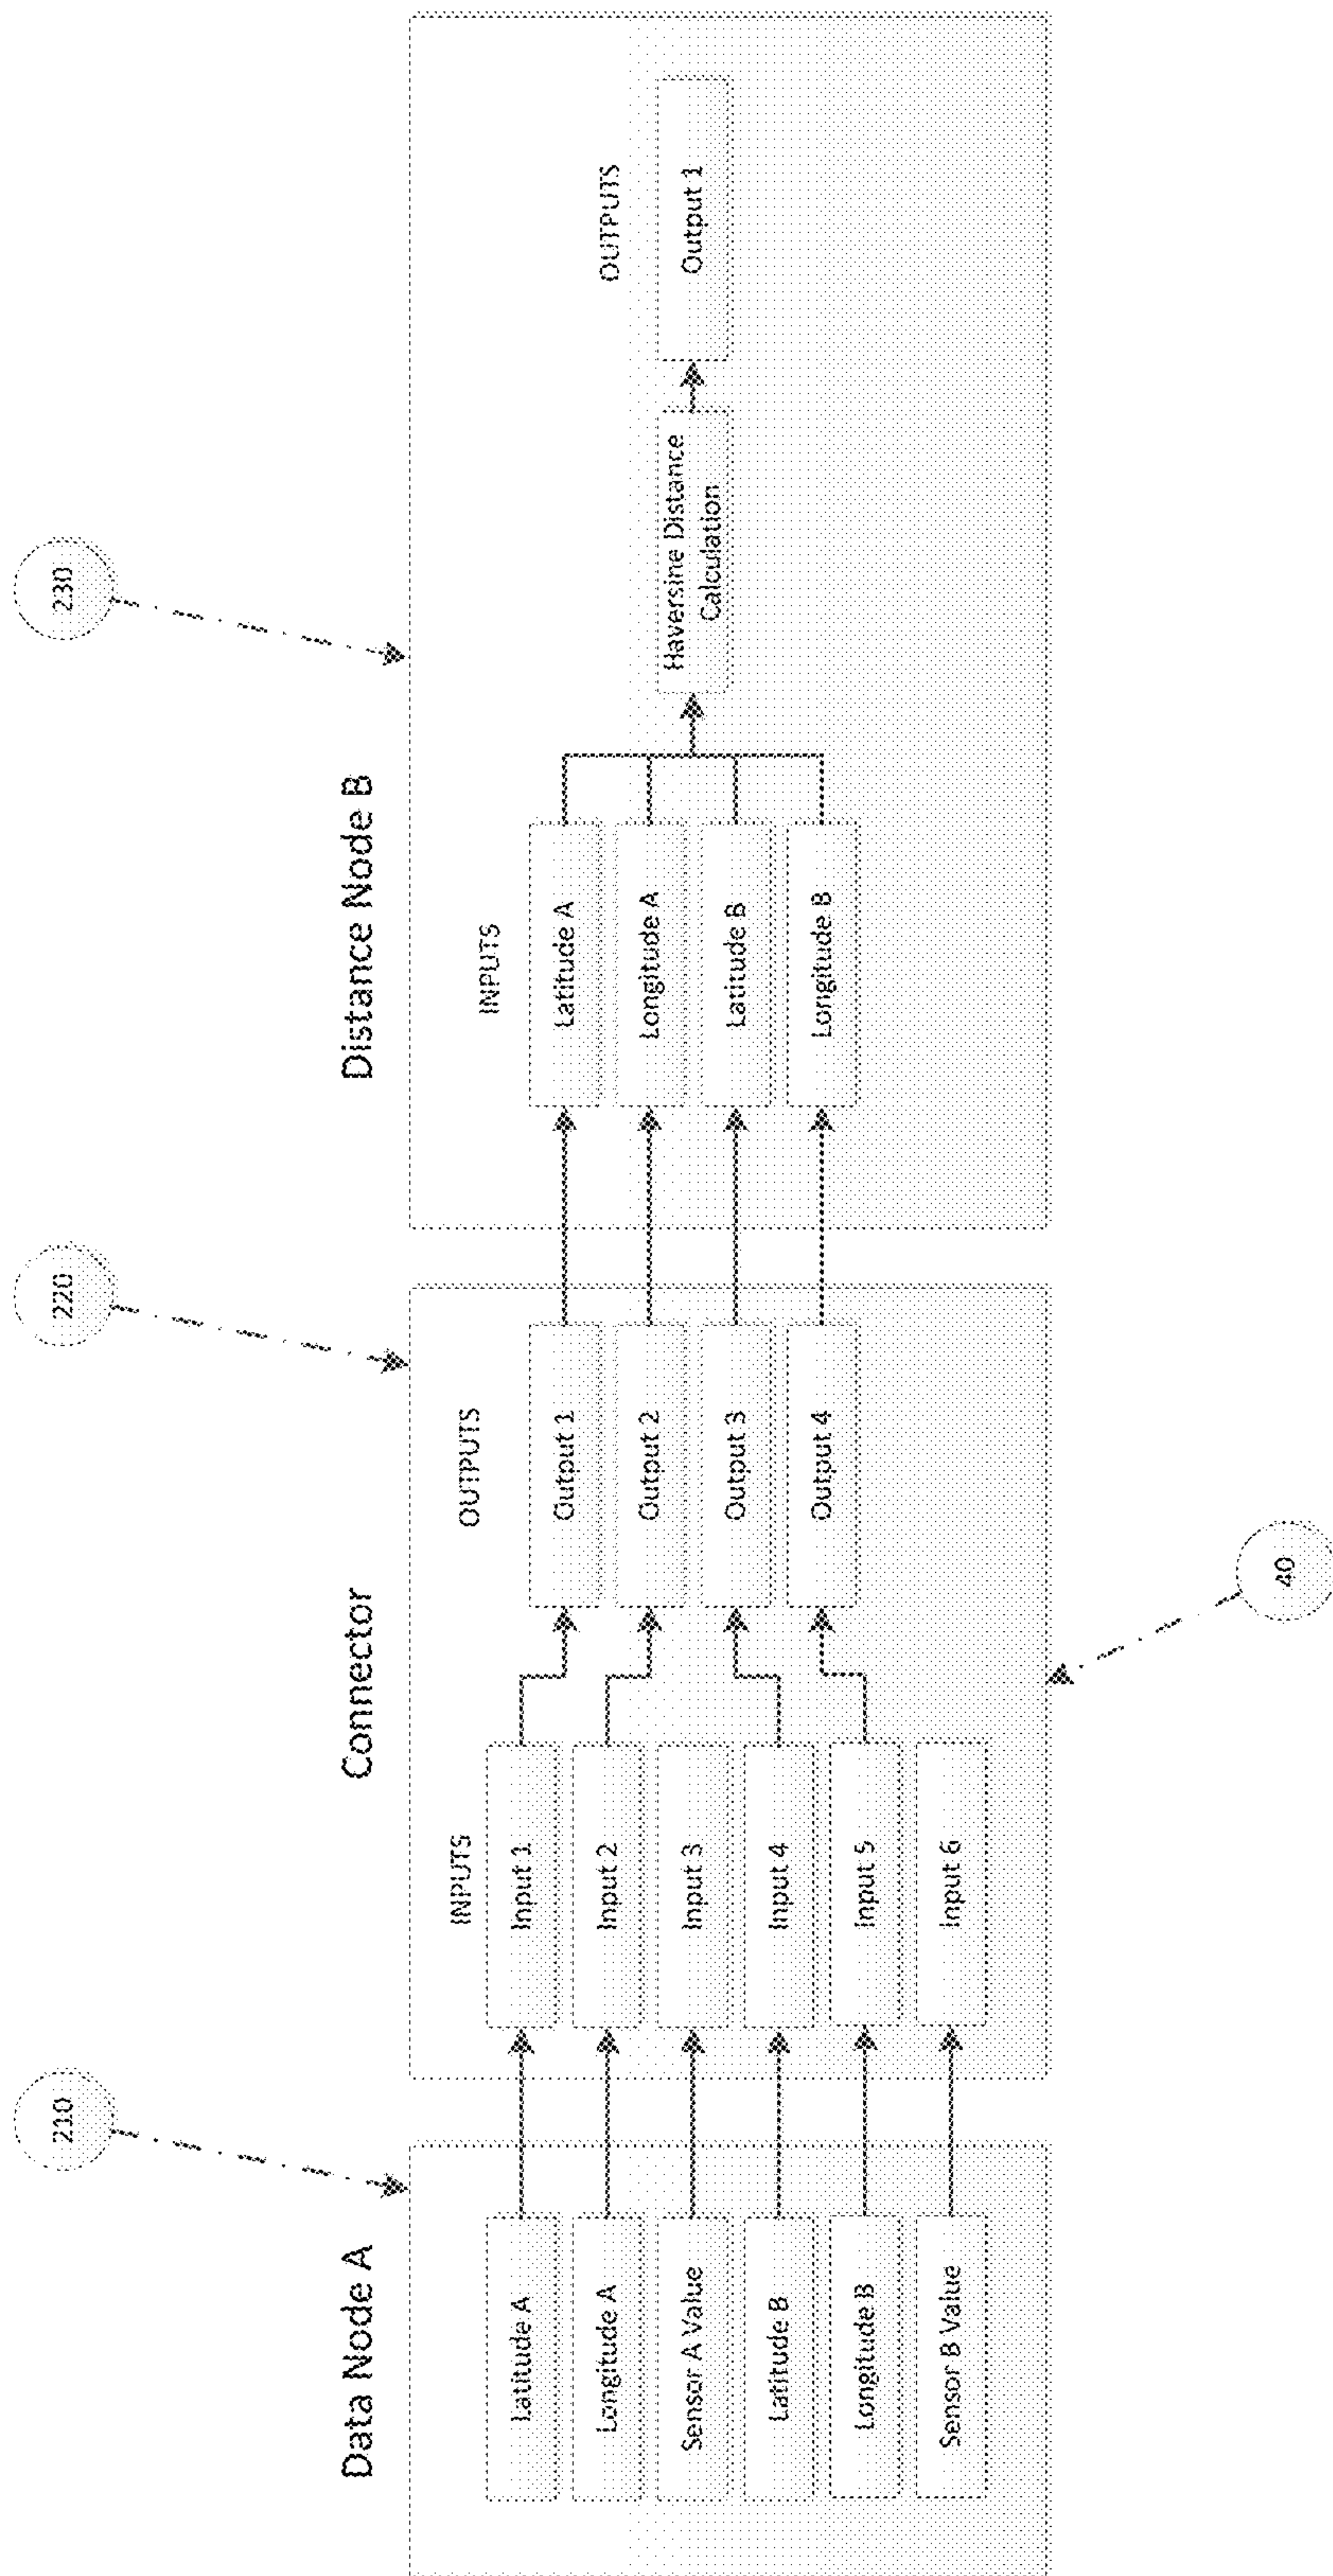 210
220
230
Data Node A
Connector
Distance Node B
Latitude A
Longitude A
Sensor A Value
Latitude B
Longitude B
Sensor B Value
INPUTS
Input 1
Input 2
Input 3
Input 4
Input 5
Input 6
OUTPUTS
Output 1
Output 2
Output 3
Output 4
INPUTS
Latitude A
Longitude A
Latitude B
Longitude B
Haversine Distance
Calculation
OUTPUTS
Output 1
40